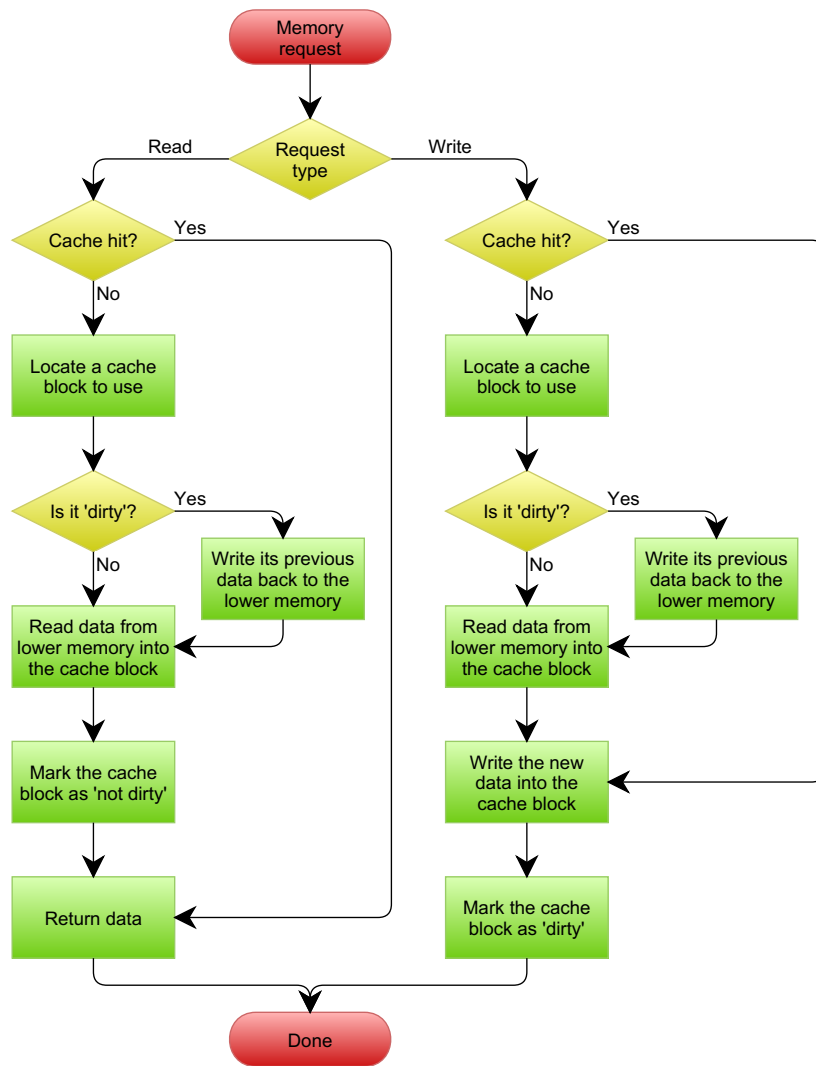 Memory
request
Request
type
Read
Write
Cache hit?
Yes
No
Locate a cache
block to use
Is it 'dirty'?
Yes
No
Write its previous
data back to the
lower memory
Read data from
lower memory into
the cache block
Mark the cache
block as 'not dirty'
Return data
Cache hit?
Yes
No
Locate a cache
block to use
Is it 'dirty'?
Yes
No
Write its previous
data back to the
lower memory
Read data from
lower memory into
the cache block
Write the new
data into the
cache block
Mark the cache
block as 'dirty'
Done